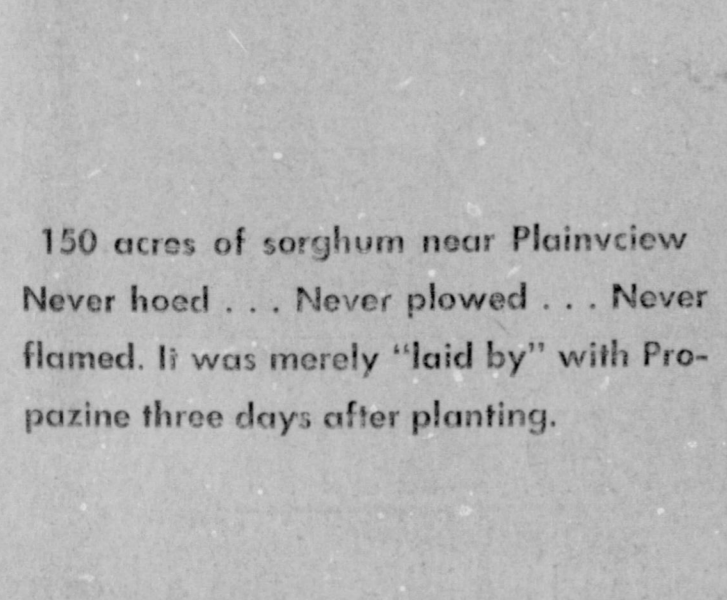 150 acres of sorghum near Plainvciew
Never hoed . . . Never plowed . . . Never
flamed. It was merely “laid by” with Pro-
pazine three days after planting.